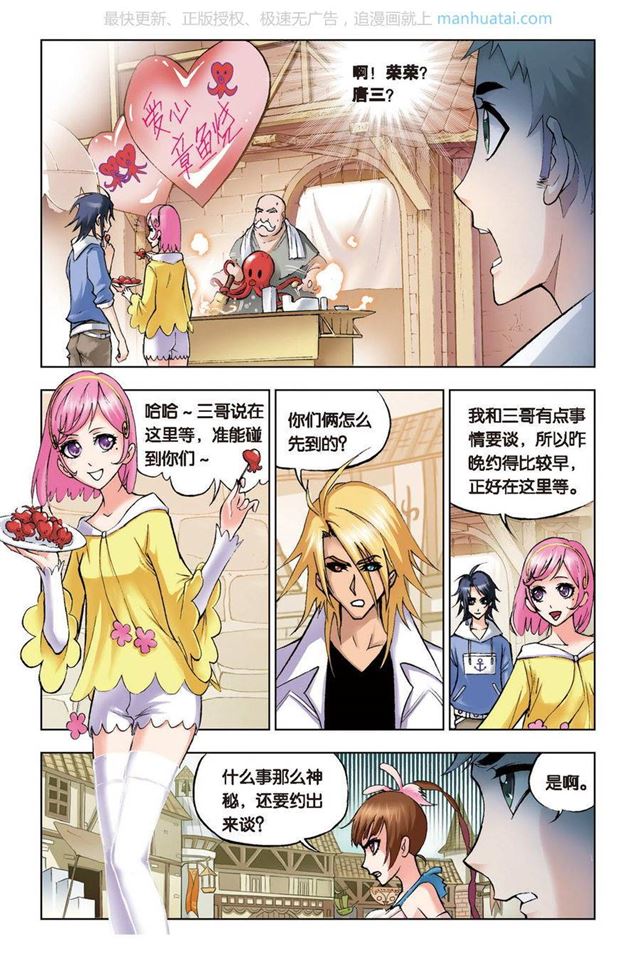 最快更新、正版授权、极速无广告，追漫画就上 manhuatai.com
啊！荣荣？
唐三？
爱心
章鱼烧
哈哈~三哥说在
这里等，准能碰
到你们~
你们俩怎么
先到的？
我和三哥有点事
情要谈，所以昨
晚约得比较早，
正好在这里等。
什么事那么神
秘，还要约出
来谈？
是啊。